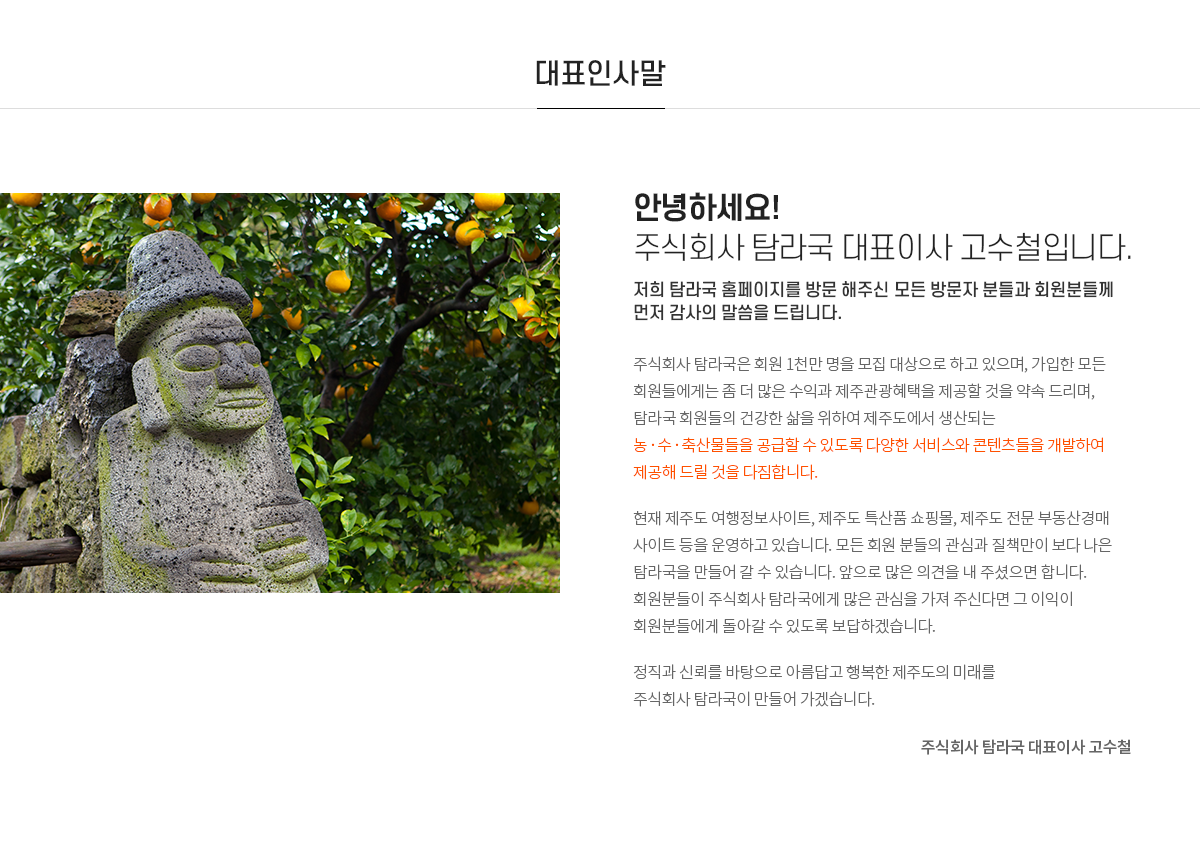 대표인사말
안녕하세요!
주식회사 탐라국 대표이사 고수철입니다.
저희 탐라국 홈페이지를 방문 해주신 모든 방문자 분들과 회원분들께
먼저 감사의 말씀을 드립니다.
주식회사 탐라국은 회원 1천만 명을 모집 대상으로 하고 있으며, 가입한 모든
회원들에게는 좀 더 많은 수익과 제주관광혜택을 제공할 것을 약속 드리며,
탐라국 회원들의 건강한 삶을 위하여 제주도에서 생산되는
농 · 수 · 축산물들을 공급할 수 있도록 다양한 서비스와 콘텐츠들을 개발하여
제공해 드릴 것을 다짐합니다.
현재 제주도 여행정보사이트, 제주도 특산품 쇼핑몰, 제주도 전문 부동산경매
사이트 등을 운영하고 있습니다. 모든 회원 분들의 관심과 질책만이 보다 나은
탐라국을 만들어 갈 수 있습니다. 앞으로 많은 의견을 내 주셨으면 합니다.
회원분들이 주식회사 탐라국에게 많은 관심을 가져 주신다면 그 이익이
회원분들에게 돌아갈 수 있도록 보답하겠습니다.
정직과 신뢰를 바탕으로 아름답고 행복한 제주도의 미래를
주식회사 탐라국이 만들어 가겠습니다.
주식회사 탐라국 대표이사 고수철